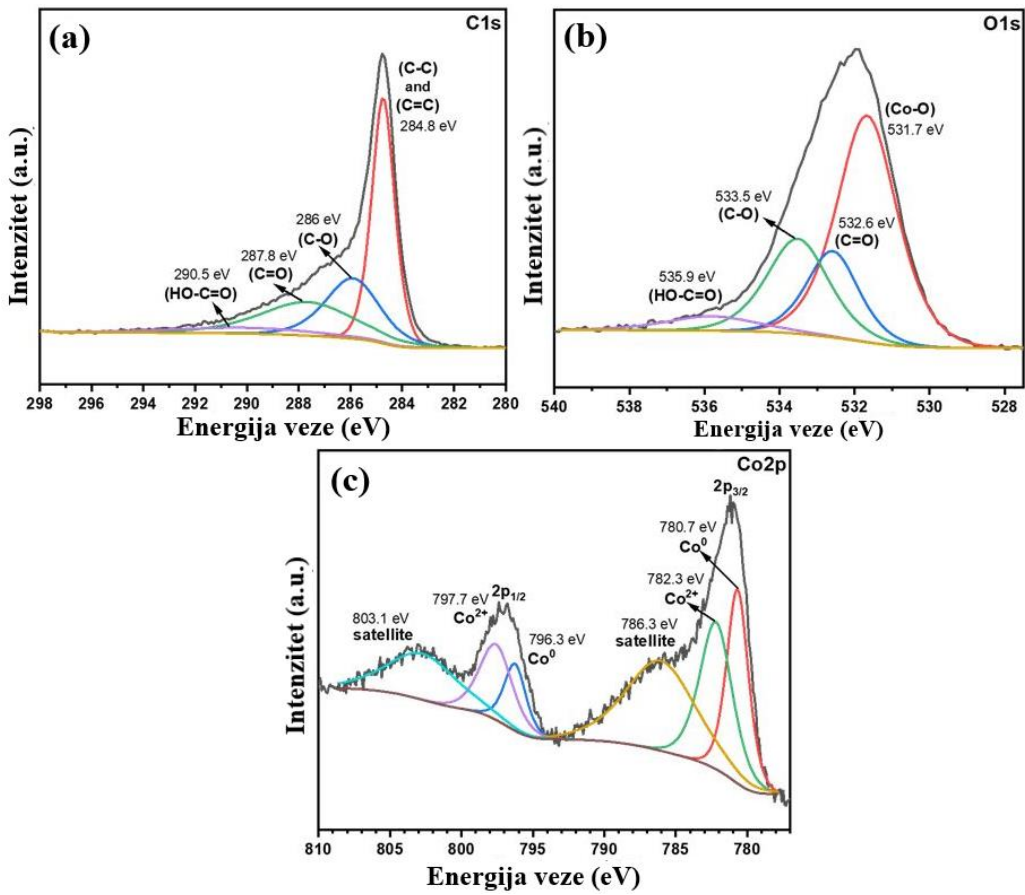 (a)
C1s
(C-C)
and
(C=C)
284.8 eV
286 eV
(C-O)
287.8 eV
(C=O)
290.5 eV
(HO-C=O)
Intenzitet (a.u.)
298 296 294 292 290 288 286 284 282 280
Energija veze (eV)
(b)
O1s
(Co-O)
531.7 eV
533.5 eV
(C-O)
532.6 eV
(C=O)
535.9 eV
(HO-C=O)
Intenzitet (a.u.)
540 538 536 534 532 530 528
Energija veze (eV)
(c)
Co2p
2p3/2
780.7 eV
Co0
782.3 eV
Co2+
786.3 eV
satellite
2p1/2
797.7 eV
Co2+
796.3 eV
Co0
803.1 eV
satellite
Intenzitet (a.u.)
810 805 800 795 790 785 780
Energija veze (eV)